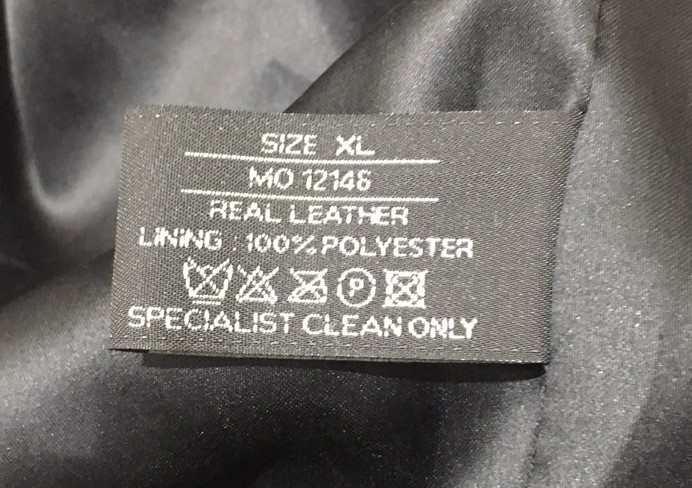 SIZE XL
MO 12146
REAL LEATHER
LINING : 100% POLYESTER
P
SPECIALIST CLEAN ONLY